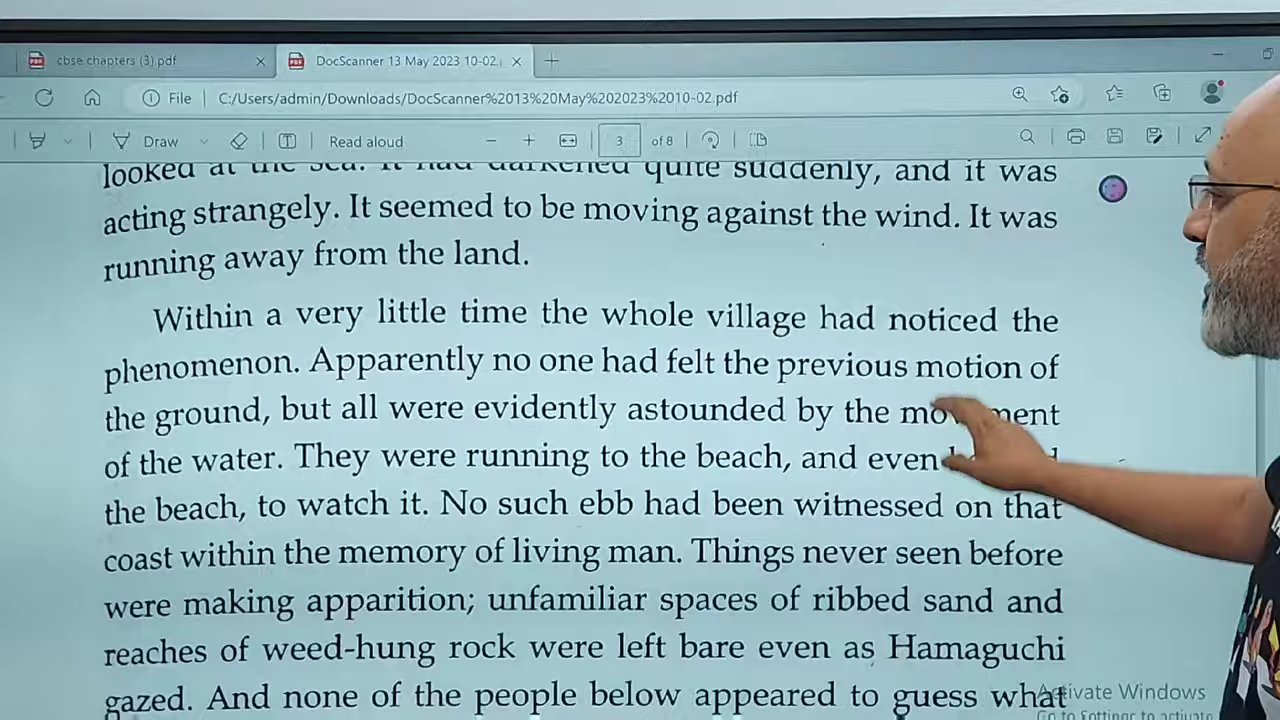 cbse chapters (3).pdf
DocScanner 13 May 2023 10-02.
File
C:/Users/admin/Downloads/DocScanner%2013%20May%202023%2010-02.pdf
Draw
Read aloud
3 of 8
looked at the sea. It had darkened quite suddenly, and it was
acting strangely. It seemed to be moving against the wind. It was
running away from the land.
Within a very little time the whole village had noticed the
phenomenon. Apparently no one had felt the previous motion of
the ground, but all were evidently astounded by the movement
of the water. They were running to the beach, and even
the beach, to watch it. No such ebb had been witnessed on that
coast within the memory of living man. Things never seen before
were making apparition; unfamiliar spaces of ribbed sand and
reaches of weed-hung rock were left bare even as Hamaguchi
gazed. And none of the people below appeared to guess what
Activate Windows
Go to Settings to activate